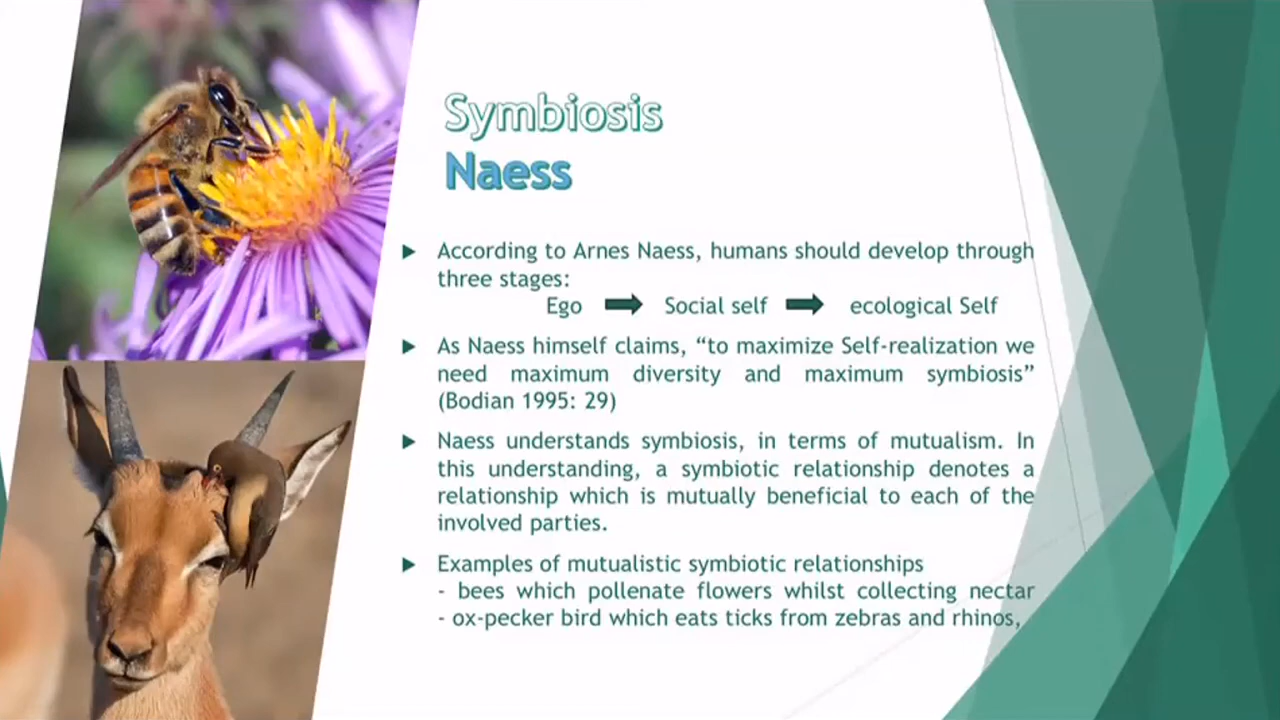 Symbiosis
Naess
According to Arnes Naess, humans should develop through
three stages:
Ego Social self ecological Self
As Naess himself claims, “to maximize Self-realization we
need maximum diversity and maximum symbiosis”
(Bodian 1995: 29)
Naess understands symbiosis, in terms of mutualism. In
this understanding, a symbiotic relationship denotes a
relationship which is mutually beneficial to each of the
involved parties.
Examples of mutualistic symbiotic relationships
- bees which pollenate flowers whilst collecting nectar
- ox-pecker bird which eats ticks from zebras and rhinos,